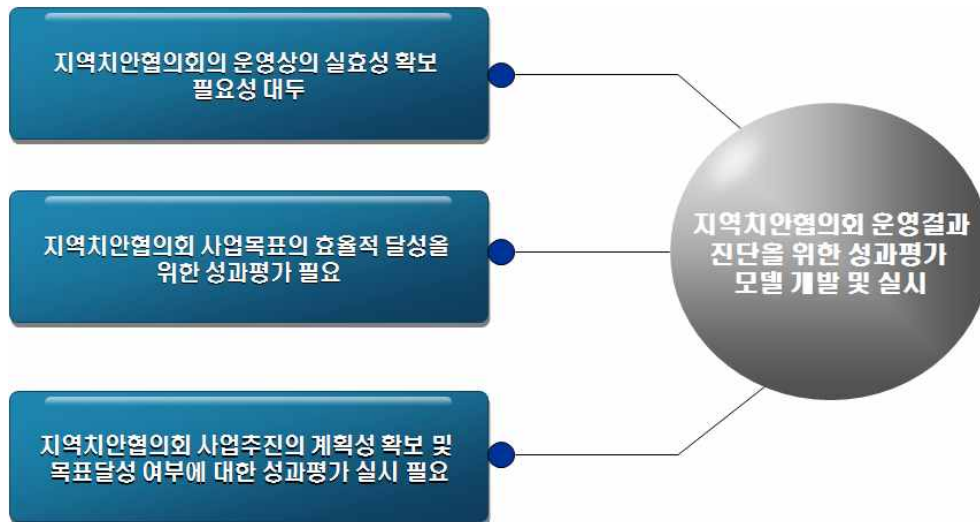 지역치안협의회의 운영상의 실효성 확보
필요성 대두
지역치안협의회 사업목표의 효율적 달성을
위한 성과평가 필요
지역치안협의회 사업추진의 계획성 확보 및
목표달성 여부에 대한 성과평가 실시 필요
지역치안협의회 운영결과
진단을 위한 성과평가
모델 개발 및 실시